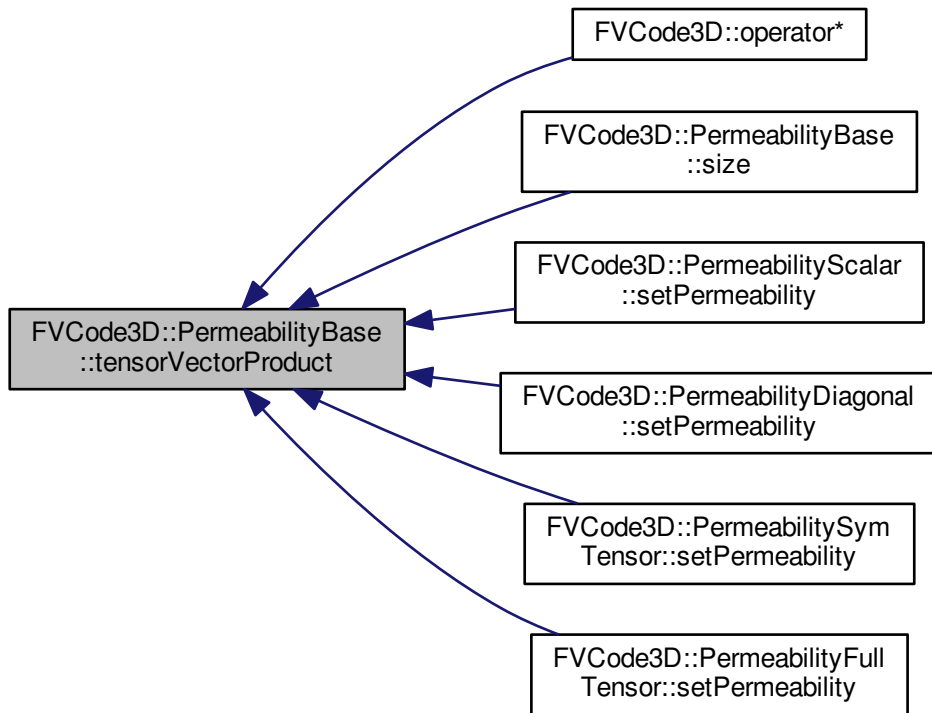 FVCode3D::operator*
FVCode3D::PermeabilityBase
::size
FVCode3D::PermeabilityScalar
::setPermeability
FVCode3D::PermeabilityBase
::tensorVectorProduct
FVCode3D::PermeabilityDiagonal
::setPermeability
FVCode3D::PermeabilitySym
Tensor::setPermeability
FVCode3D::PermeabilityFull
Tensor::setPermeability